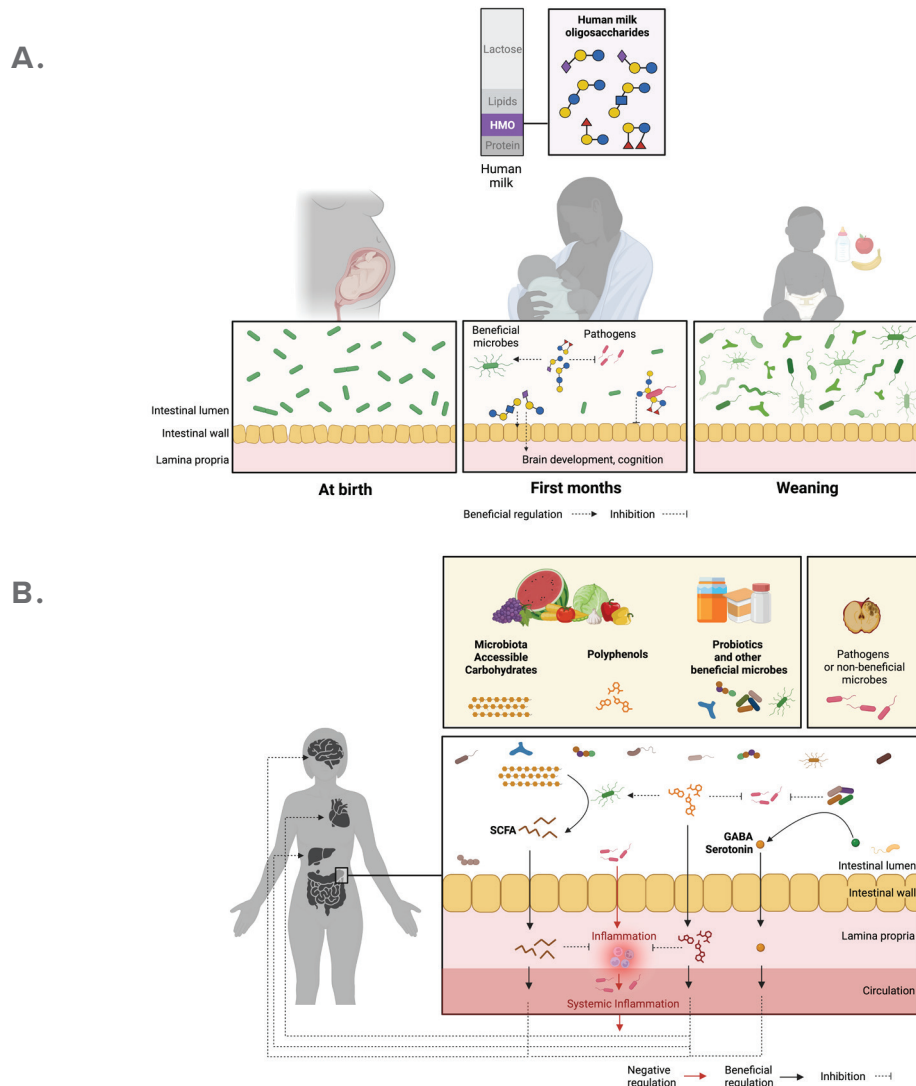 A.
Human milk
oligosaccharides
Lactose
Lipids
HMO
Protein
Human
milk
Beneficial
microbes
Pathogens
Intestinal lumen
Intestinal wall
Lamina propria
Brain development, cognition
At birth
First months
Weaning
Beneficial regulation
Inhibition
B.
Microbiota
Accessible
Carbohydrates
Polyphenols
Probiotics
and other
beneficial microbes
Pathogens
or non-beneficial
microbes
SCFA
GABA
Serotonin
Intestinal lumen
Intestinal wall
Inflammation
Lamina propria
Circulation
Systemic Inflammation
Negative
regulation
Beneficial
regulation
Inhibition